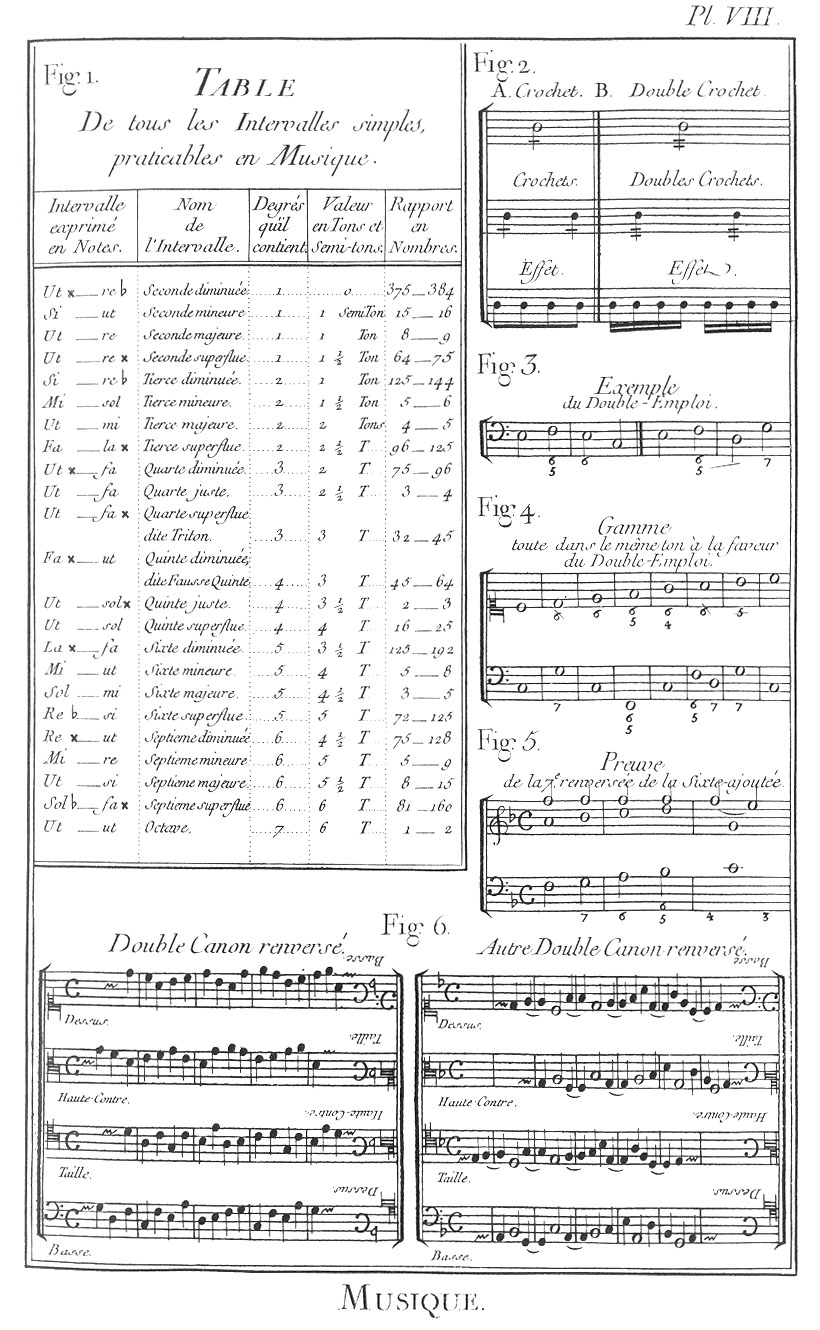 Pl. VIII.
Fig. 1.
TABLE
De tous les Intervalles simples,
praticables en Musique.
Intervalle exprimé en Notes. Nom de l'Intervalle. Degrés qu'il contient. Valeur en Tons et Semi-tons. Rapport en Nombres.
Ut x — re b Seconde diminuée 1 0 375 — 384
Si — ut Seconde mineure 1 1 Semi Ton 15 — 16
Ut — re Seconde majeure 1 1 Ton 8 — 9
Ut — re x Seconde superflue 1 1 ½ Ton 64 — 75
Si — re b Tierce diminuée. 2 1 Ton 125 — 144
Mi — sol Tierce mineure. 2 1 ½ Ton 5 — 6
Ut — mi Tierce majeure. 2 2 Tons 4 — 5
Fa — la x Tierce superflue 2 2 ½ T 96 — 125
Ut x — fa Quarte diminuée 3 2 T 75 — 96
Ut — fa Quarte juste. 3 2 ½ T 3 — 4
Ut — fa x Quarte superflue
dite Triton. 3 3 T 32 — 45
Fa x — ut Quinte diminuée,
dite Fausse Quinte 4 3 T 45 — 64
Ut — sol x Quinte juste. 4 3 ½ T 2 — 3
Ut — sol Quinte superflue 4 4 T 16 — 25
La x — fa Sixte diminuée. 5 3 ½ T 125 — 192
Mi — ut Sixte mineure. 5 4 T 5 — 8
Sol — mi Sixte majeure. 5 4 ½ T 3 — 5
Re b — si Sixte superflue 5 5 T 72 — 125
Re x — ut Septieme diminuée 6 4 ½ T 75 — 128
Mi — re Septieme mineure 6 5 T 5 — 9
Ut — si Septieme majeure 6 5 ½ T 8 — 15
Sol b — fa x Septieme superflue 6 6 T 81 — 160
Ut — ut Octave. 7 6 T 1 — 2
Fig. 2.
A. Crochet. B. Double Crochet.
Crochets. Doubles Crochets.
Effet. Effet.
Fig. 3.
Exemple
du Double-Emploi.
6 6 7
5 5
Fig. 4.
Gamme
toute dans le même ton à la faveur
du Double-Emploi.
6 6 6 6 6 5
5 4
7 6 6 7 7
5 5
Fig. 5.
Preuve
de la 7e. renversée de la Sixte-ajoutée.
7 6 6 4 3
5
Fig. 6.
Double Canon renversé.
Basse
Dessus.
Taille.
Haute-Contre.
Haute-Contre.
Taille.
Dessus
Basse.
Autre Double Canon renversé.
Basse
Dessus.
Taille.
Haute-Contre.
Haute-Contre.
Taille.
Dessus
Basse.
MUSIQUE.